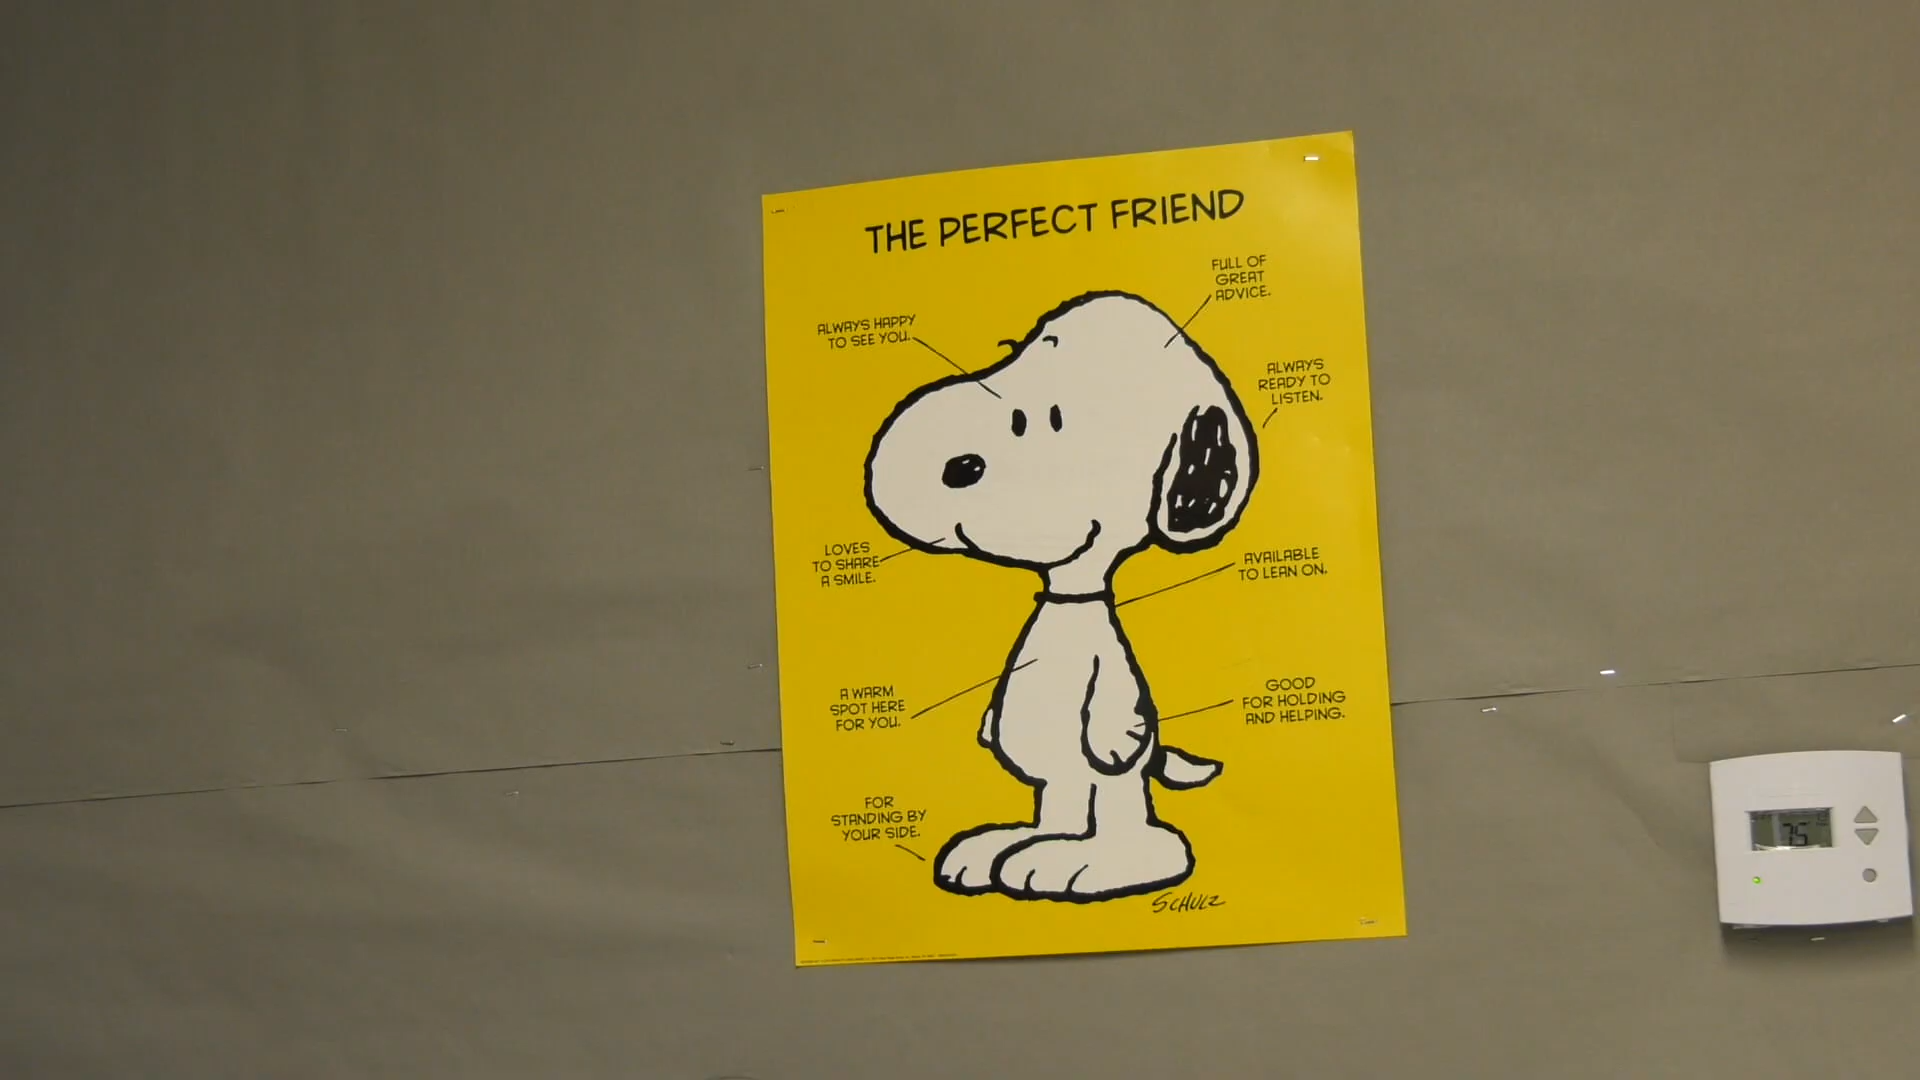 THE PERFECT FRIEND
FULL OF
GREAT
ADVICE.
ALWAYS HAPPY
TO SEE YOU.
ALWAYS
READY TO
LISTEN.
LOVES
TO SHARE
A SMILE.
AVAILABLE
TO LEAN ON.
A WARM
SPOT HERE
FOR YOU.
GOOD
FOR HOLDING
AND HELPING.
FOR
STANDING BY
YOUR SIDE.
SCHULZ
75